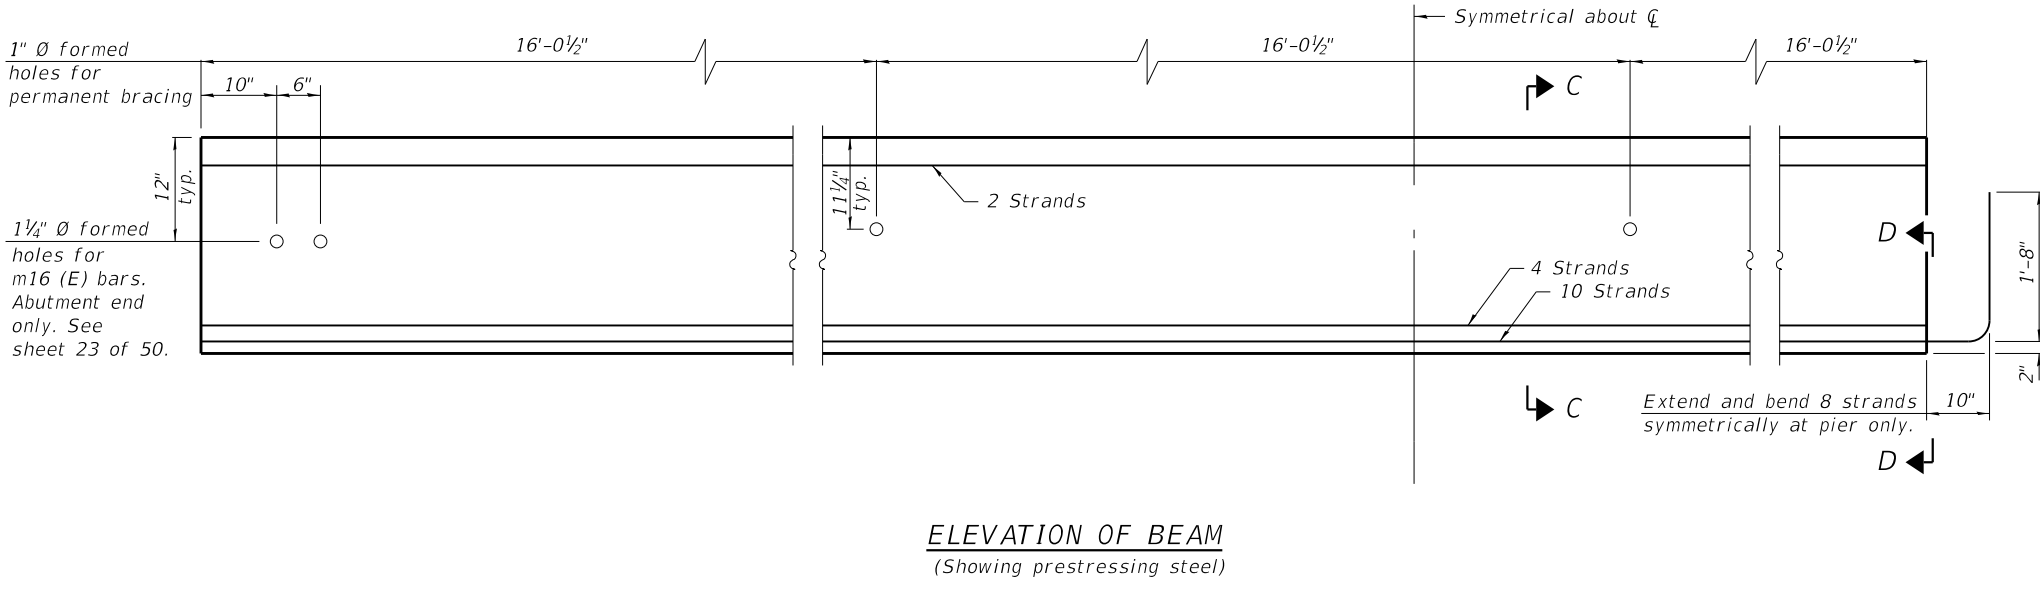 Symmetrical about ℄
1" Ø formed
holes for
permanent bracing
16'-0½"
16'-0½"
16'-0½"
10"
6"
C
12"
typ.
11¼"
typ.
2 Strands
1¼" Ø formed
holes for
m16 (E) bars.
Abutment end
only. See
sheet 23 of 50.
D
4 Strands
10 Strands
1'-8"
2"
C
Extend and bend 8 strands
symmetrically at pier only.
10"
D
ELEVATION OF BEAM
(Showing prestressing steel)